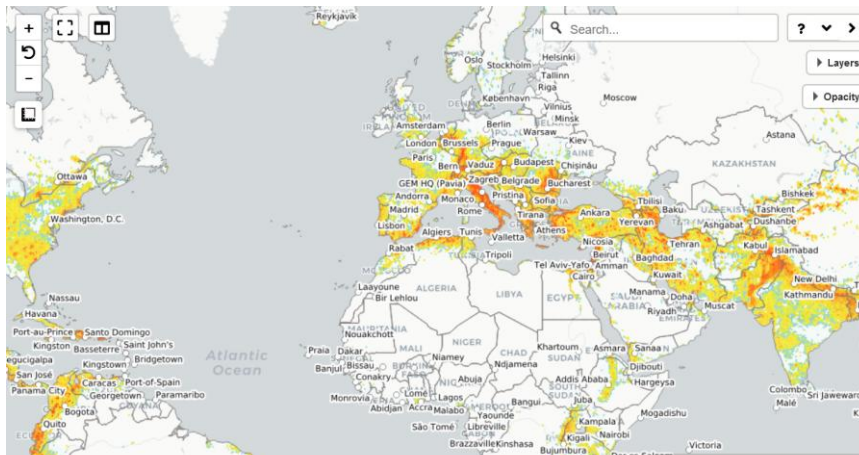 Reykjavík
Search...
?
Layers
Opacity
Oslo
Helsinki
Stockholm
Tallinn
Riga
Moscow
København
Vilnius
Minsk
Amsterdam
Berlin
Warsaw
London
Brussels
Prague
Kiev
Astana
Paris
Vaduz
Budapest
KAZAKHSTAN
Ottawa
Bern
Chişinău
GEM HQ (Pavia)
Zagreb
Belgrade
Bucharest
Bishkek
Andorra
Monaco
Pristina
Sofia
Tbilisi
Tashkent
Washington, D.C.
Madrid
Rome
Tirana
Ankara
Baku
Dushanbe
Lisbon
Yerevan
Ashgabat
Algiers
Tunis
Athens
Tehran
Kabul
Islamabad
Rabat
Valletta
Nicosia
Tripoli
Beirut
Baghdad
Tel Aviv-Yafo
Amman
New Delhi
Nassau
Cairo
Kuwait
Kathmandu
Laayoune
ALGERIA
LIBYA
EGYPT
Manama
Doha
Havana
Bir Lehlou
Riyadh
Muscat
Port-au-Prince
Santo Domingo
Nouakchott
Kingston
Basseterre
Saint John's
MALI
NIGER
Kingstown
Bridgetown
Atlantic
Ocean
Praia
Dakar
Niamey
CHAD
Khartoum
SUDAN
Asmara
Sanaa
San José
Banjul
Bissau
Ndjamena
Djibouti
Panama City
Caracas
Port-of-Spain
Conakry
Abuja
Addis Ababa
Hargeysa
Georgetown
Paramaribo
Monrovia
Lomé
Lagos
Bangui
Juba
Colombo
Bogota
Abidjan
Accra
Malabo
Yaounde
Mogadishu
Malé
Quito
São Tomé
Libreville
Kampala
Nairobi
Brazzaville
Kinshasa
Kigali
Bujumbura
Victoria